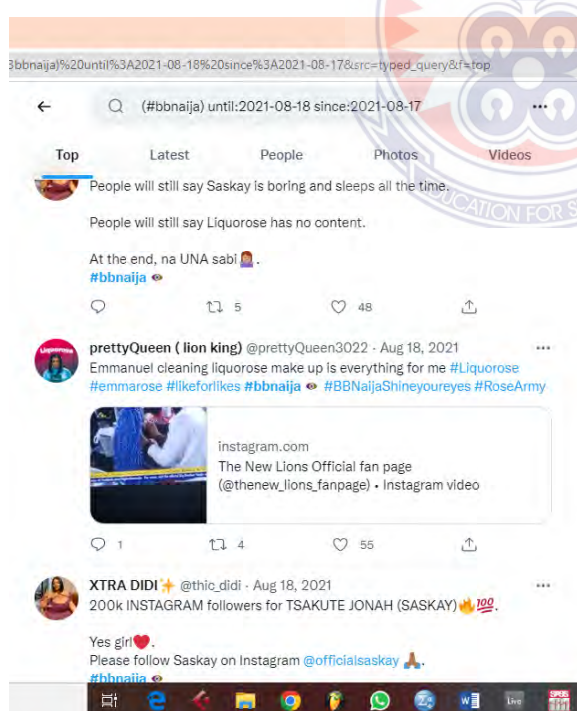 3bbnaija)%20until%3A2021-08-18%20since%3A2021-08-17&src=typed_query&f=top
(#bbnaija) until:2021-08-18 since:2021-08-17
Top Latest People Photos Videos
People will still say Saskay is boring and sleeps all the time.
People will still say Liquorose has no content.
At the end, na UNA sabi🤷🏽‍♀️.
#bbnaija
5 48
prettyQueen ( lion king) @prettyQueen3022 · Aug 18, 2021
Emmanuel cleaning liquorose make up is everything for me #Liquorose
#emmarose #likeforlikes #bbnaija #BBNaijaShineyoureyes #RoseArmy
instagram.com
The New Lions Official fan page
(@thenew_lions_fanpage) • Instagram video
1 4 55
XTRA DIDI✨ @thic_didi · Aug 18, 2021
200k INSTAGRAM followers for TSAKUTE JONAH (SASKAY)🔥💯.
Yes girl❤️.
Please follow Saskay on Instagram @officialsaskay 🙏🏾.
#bbnaija
Live
SPSS